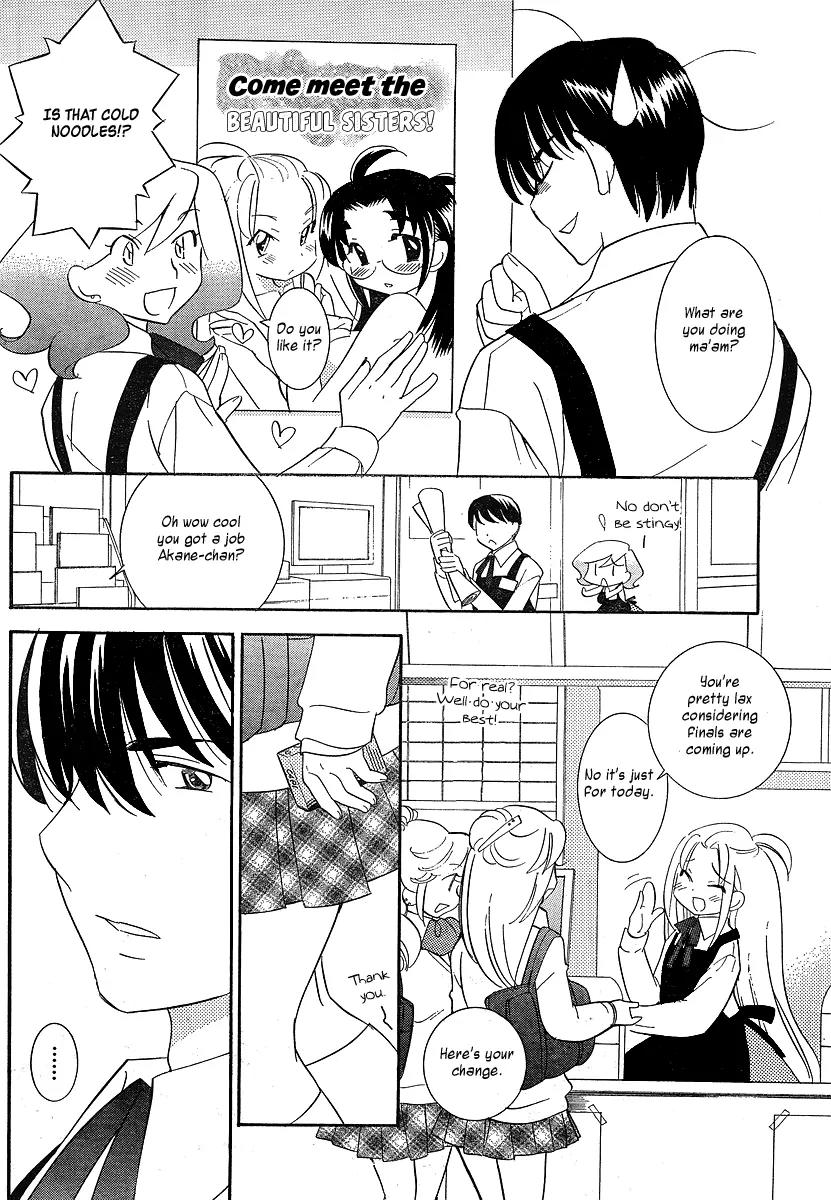 IS THAT COLD
NOODLES!?
Come meet the
BEAUTIFUL SISTERS!
Do you
like it?
What are
you doing
ma'am?
Oh wow cool
you got a job
Akane-chan?
No don't
be stingy!
You're
pretty lax
considering
finals are
coming up.
For real?
Well do your
best!
No it's just
for today.
Thank
you.
Here's your
change.
......